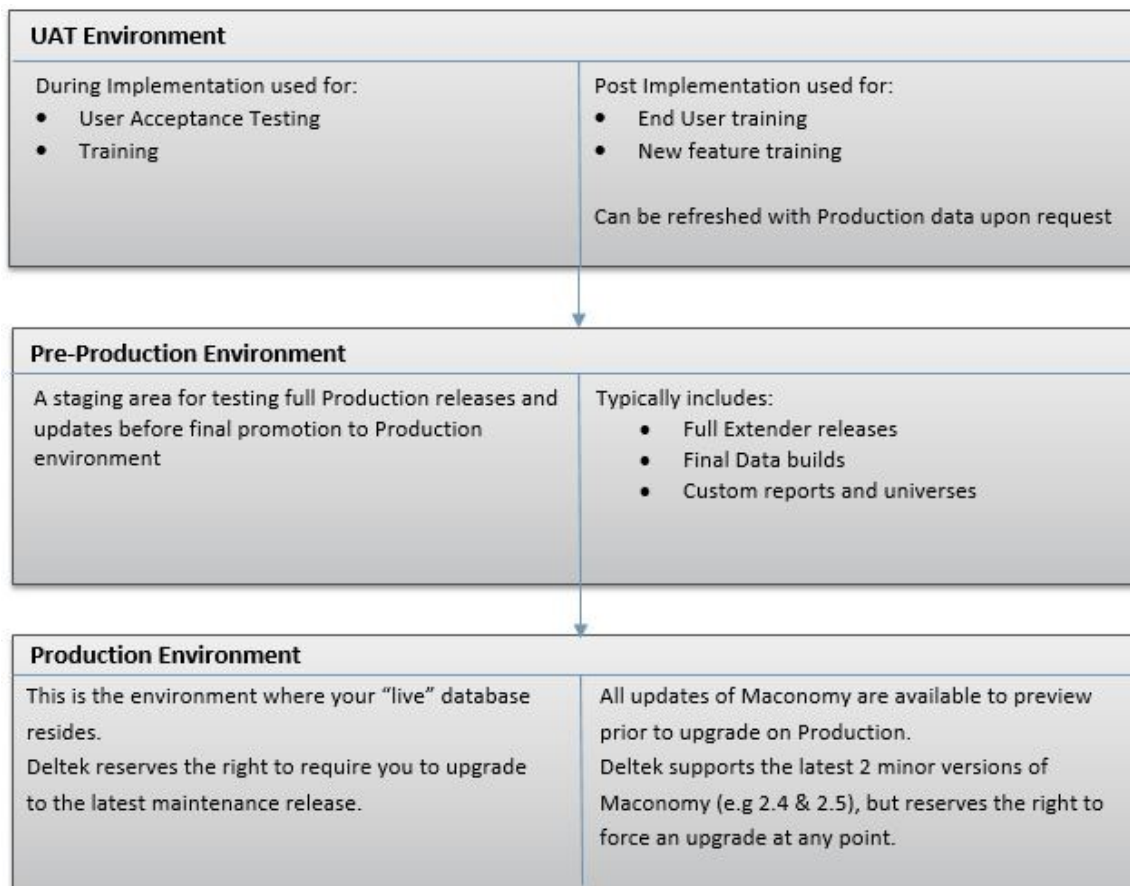 UAT Environment
During Implementation used for:
• User Acceptance Testing
• Training
Post Implementation used for:
• End User training
• New feature training
Can be refreshed with Production data upon request
Pre-Production Environment
A staging area for testing full Production releases and
updates before final promotion to Production
environment
Typically includes:
• Full Extender releases
• Final Data builds
• Custom reports and universes
Production Environment
This is the environment where your “live” database
resides.
Deltek reserves the right to require you to upgrade
to the latest maintenance release.
All updates of Maconomy are available to preview
prior to upgrade on Production.
Deltek supports the latest 2 minor versions of
Maconomy (e.g 2.4 & 2.5), but reserves the right to
force an upgrade at any point.